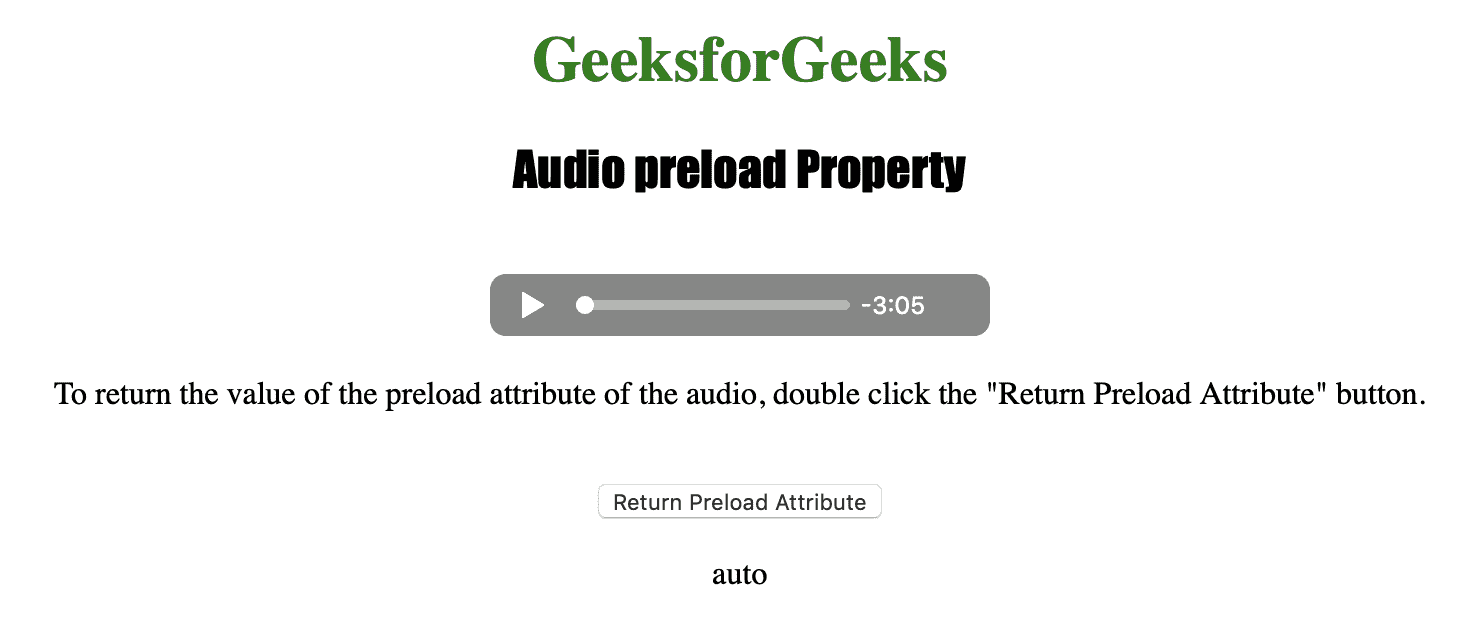 GeeksforGeeks
Audio preload Property
-3:05
To return the value of the preload attribute of the audio, double click the "Return Preload Attribute" button.
Return Preload Attribute
auto